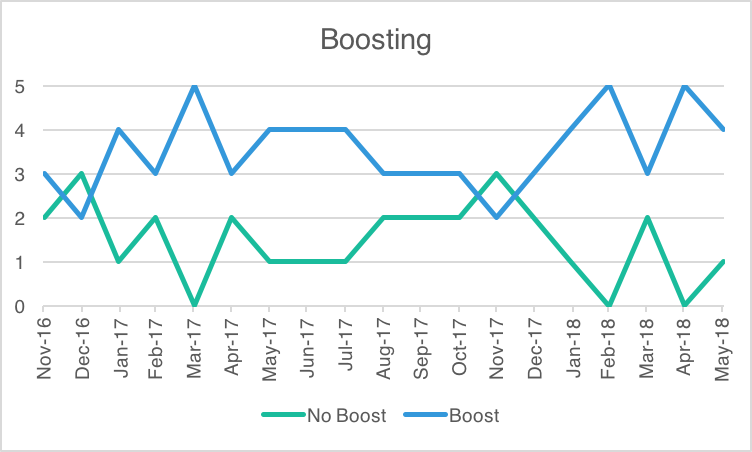 Boosting
5
4
3
2
1
0
Nov-16
Dec-16
Jan-17
Feb-17
Mar-17
Apr-17
May-17
Jun-17
Jul-17
Aug-17
Sep-17
Oct-17
Nov-17
Dec-17
Jan-18
Feb-18
Mar-18
Apr-18
May-18
No Boost Boost